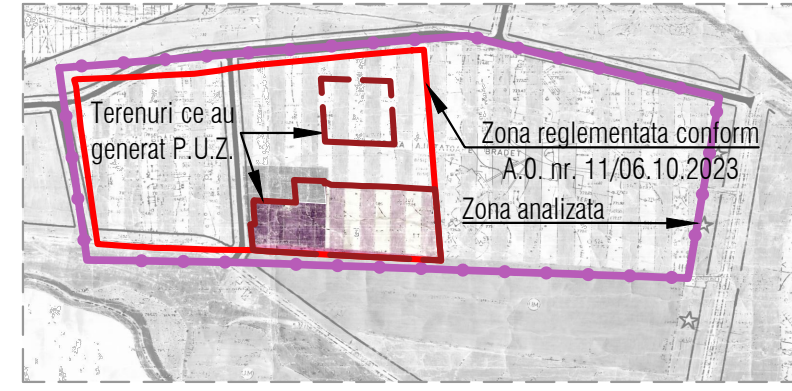 Terenuri ce au
generat P.U.Z.
Zona reglementata conform
A.O. nr. 11/06.10.2023
Zona analizata